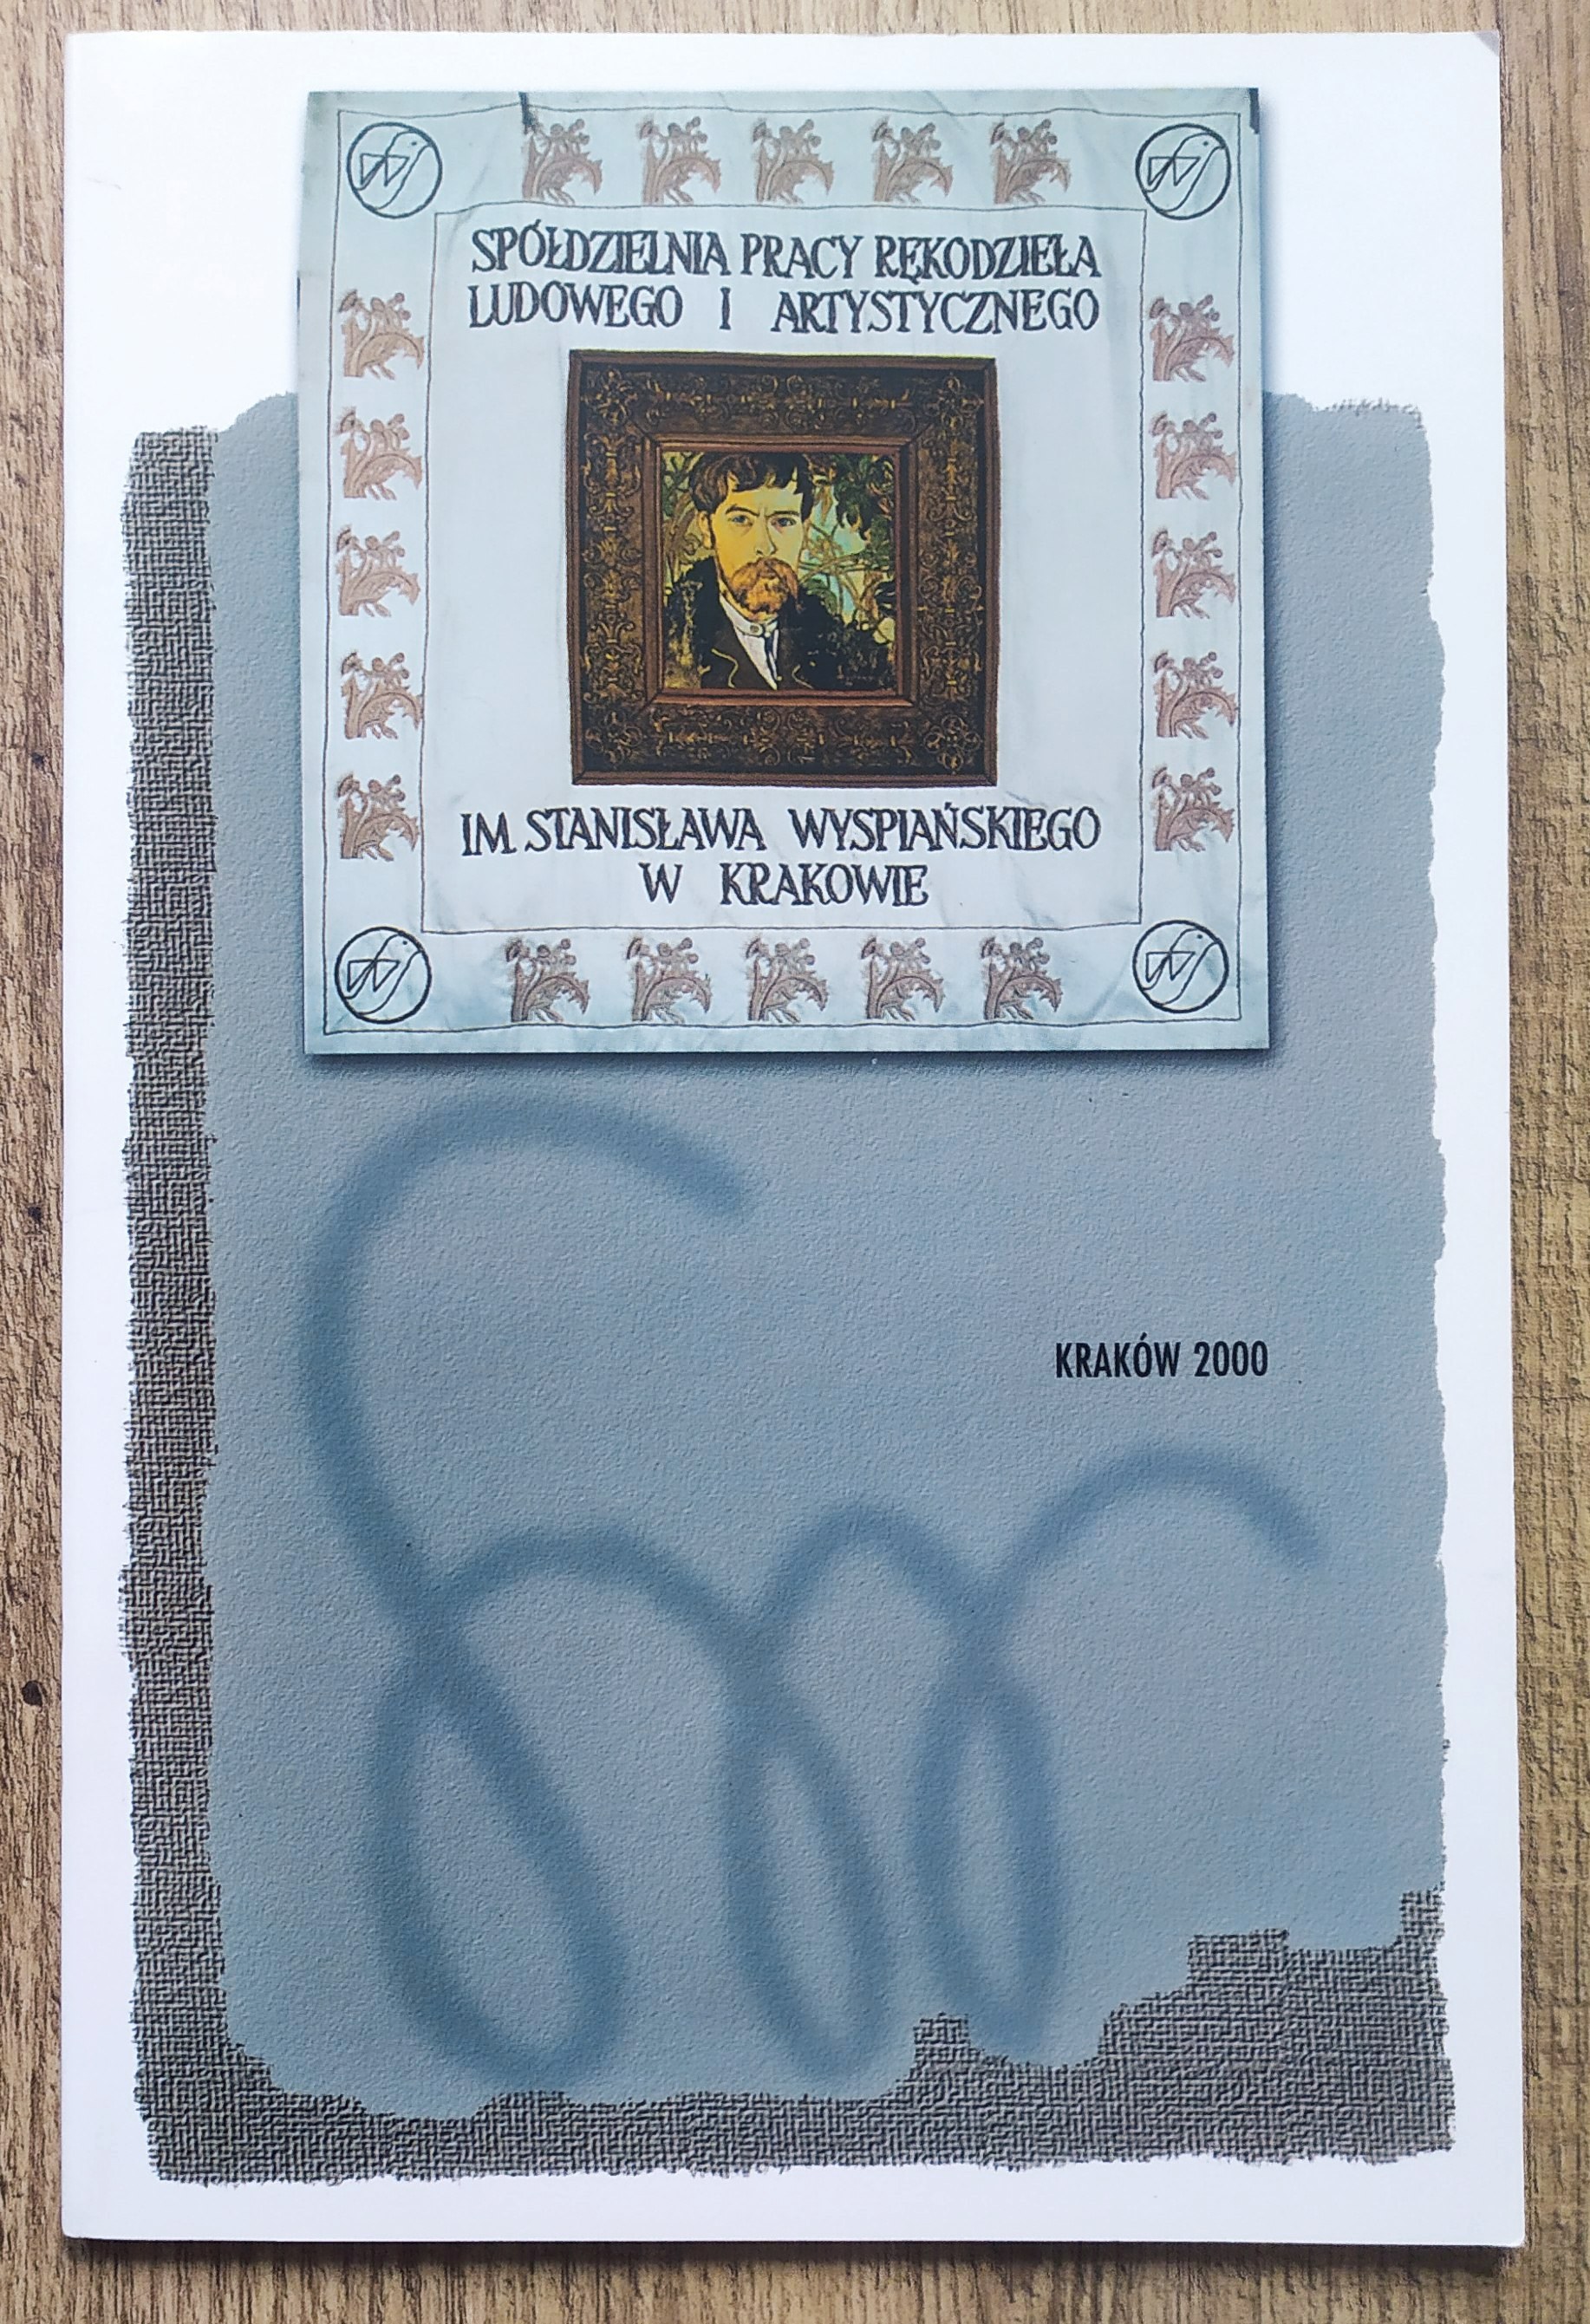 SPÓŁDZIELNIA PRACY RĘKODZIEŁA
LUDOWEGO I ARTYSTYCZNEGO
IM. STANISŁAWA WYSPIAŃSKIEGO
W KRAKOWIE
KRAKÓW 2000